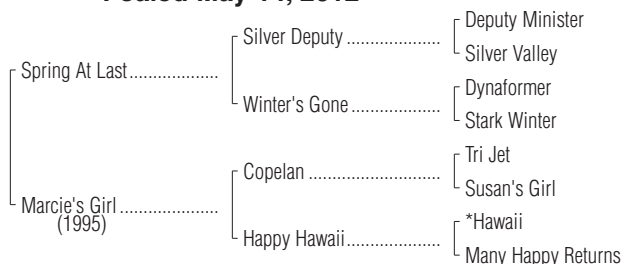 Foaled May 2012
Deputy Minister
Silver Deputy ......................
Silver Valley
Spring At Last.....................
Dynaformer
Winter's Gone ......................
Stark Winter
Tri Jet
Copelan ...............................
Susan's Girl
Marcie's Girl ........................
(1995)
*Hawaii
Happy Hawaii......................
Many Happy Returns